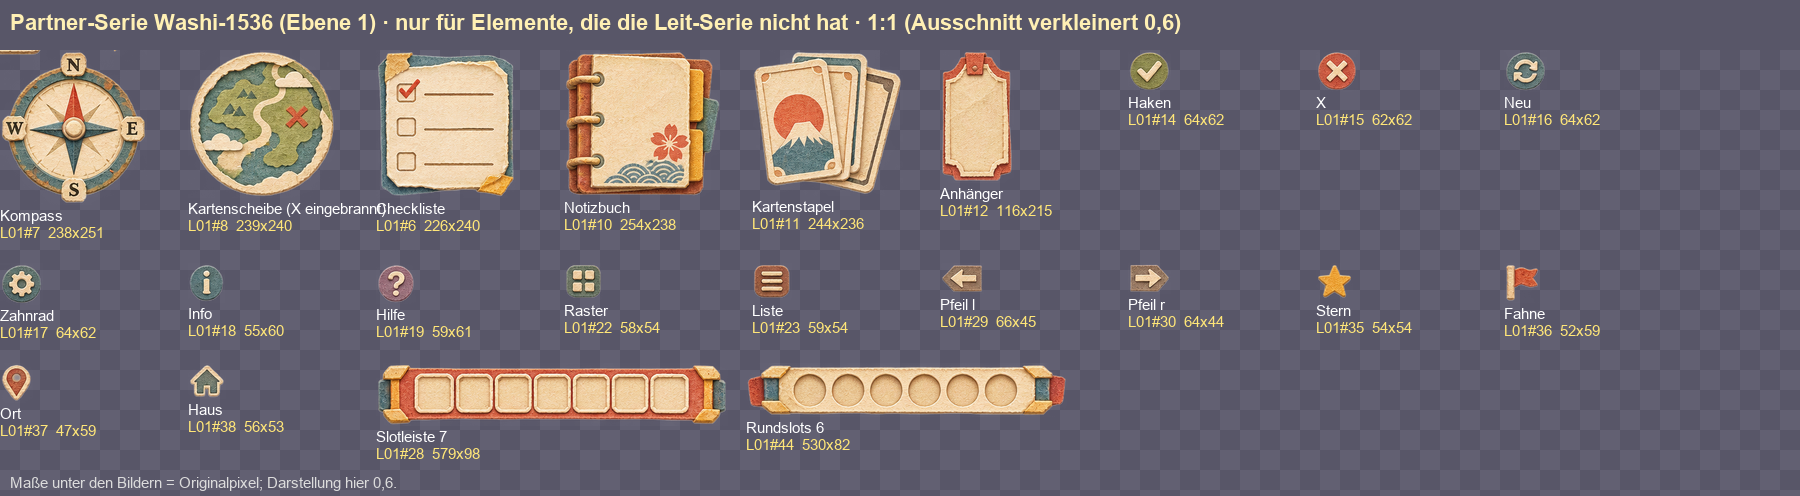 Partner-Serie Washi-1536 (Ebene 1) · nur für Elemente, die die Leit-Serie nicht hat · 1:1 (Ausschnitt verkleinert 0,6)
N
W
E
S
Kompass
L01#7 238x251
Kartenscheibe (X eingebrannt)
L01#8 239x240
Checkliste
L01#6 226x240
Notizbuch
L01#10 254x238
Kartenstapel
L01#11 244x236
Anhänger
L01#12 116x215
Haken
L01#14 64x62
X
L01#15 62x62
Neu
L01#16 64x62
Zahnrad
L01#17 64x62
i
Info
L01#18 55x60
?
Hilfe
L01#19 59x61
Raster
L01#22 58x54
Liste
L01#23 59x54
Pfeil l
L01#29 66x45
Pfeil r
L01#30 64x44
Stern
L01#35 54x54
Fahne
L01#36 52x59
Ort
L01#37 47x59
Haus
L01#38 56x53
Slotleiste 7
L01#28 579x98
Rundslots 6
L01#44 530x82
Maße unter den Bildern = Originalpixel; Darstellung hier 0,6.